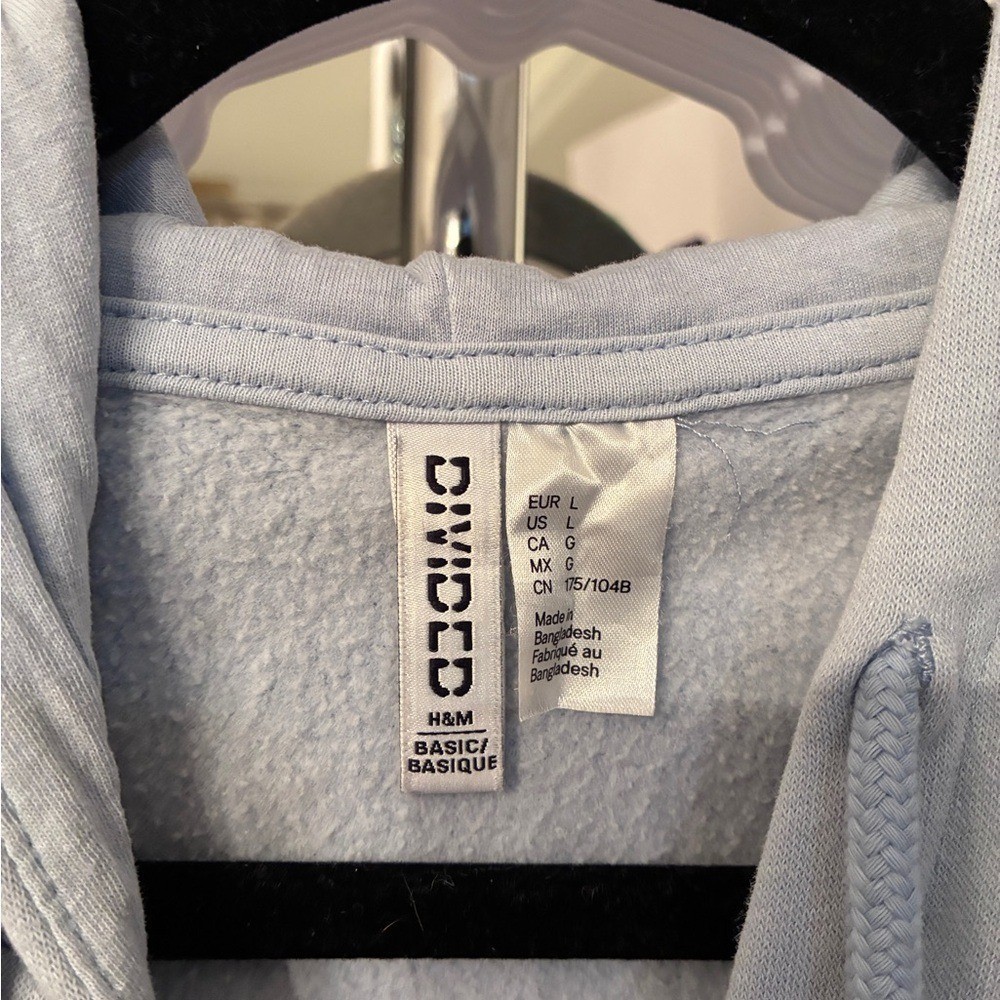 DIVIDED
H&M
BASIC/
BASIQUE
EUR L
US L
CA G
MX G
CN 175/104B
Made in
Bangladesh
Fabriqué au
Bangladesh